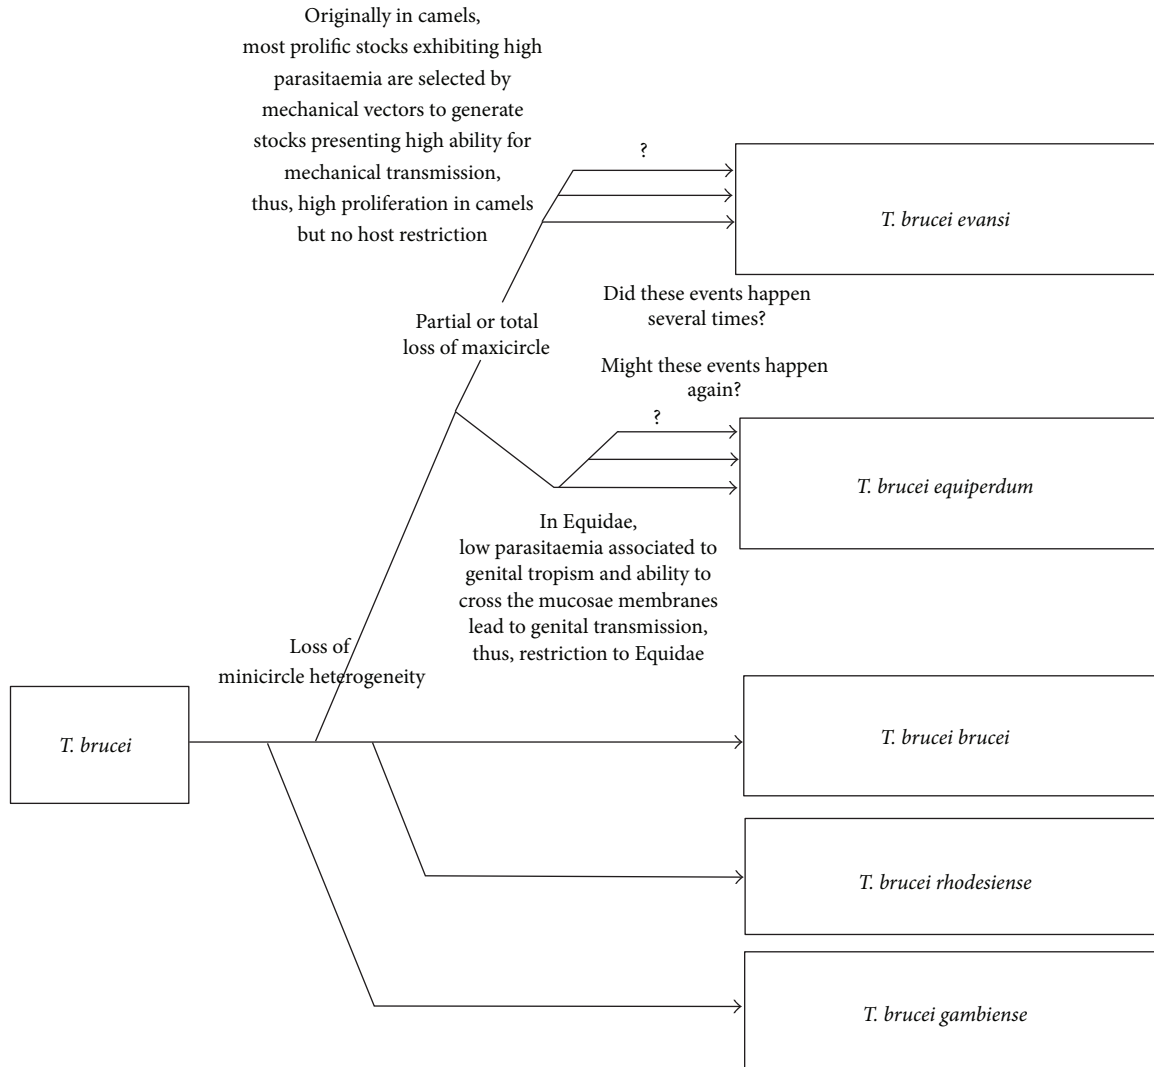 Originally in camels,
most prolific stocks exhibiting high
parasitaemia are selected by
mechanical vectors to generate
stocks presenting high ability for
mechanical transmission,
thus, high proliferation in camels
but no host restriction
?
T. brucei evansi
Did these events happen
several times?
Partial or total
loss of maxicircle
Might these events happen
again?
?
T. brucei equiperdum
In Equidae,
low parasitaemia associated to
genital tropism and ability to
cross the mucosae membranes
lead to genital transmission,
thus, restriction to Equidae
Loss of
minicircle heterogeneity
T. brucei
T. brucei brucei
T. brucei rhodesiense
T. brucei gambiense